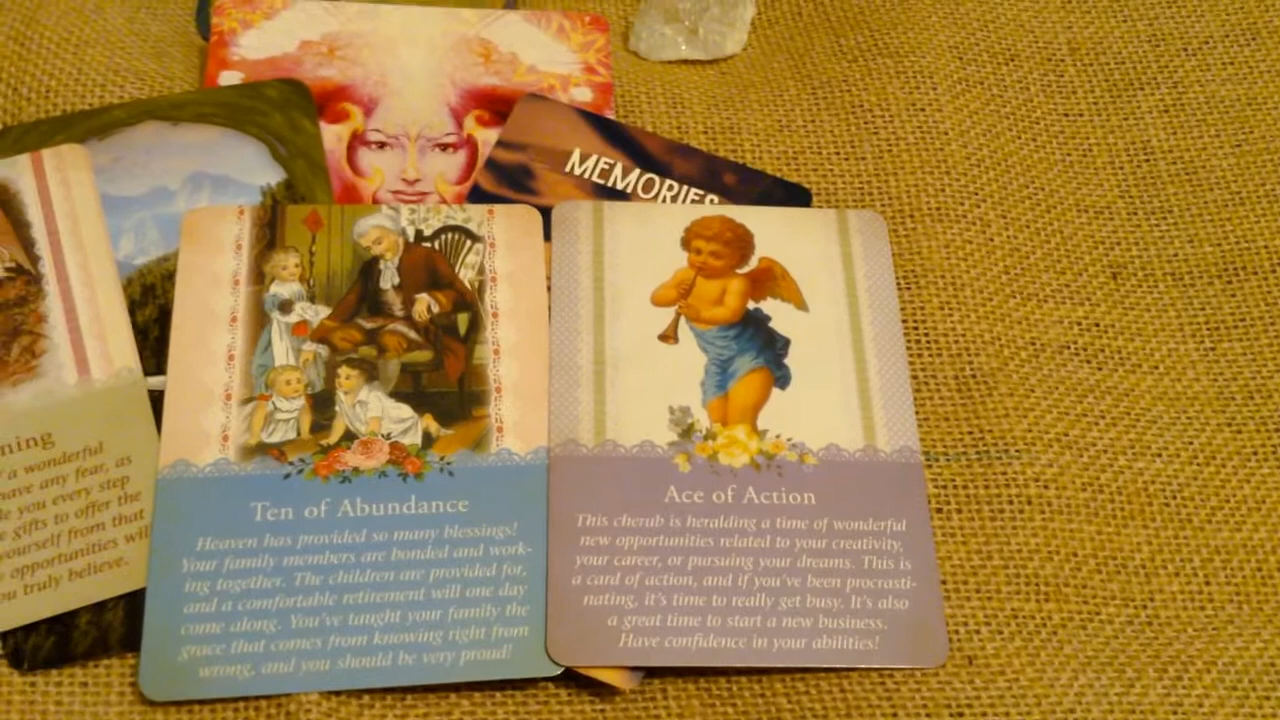 MEMORIES
ning
a wonderful
have any fear, as
you every step
gifts to offer the
yourself from that
opportunities will
you truly believe.
Ten of Abundance
Heaven has provided so many blessings!
Your family members are bonded and work-
ing together. The children are provided for,
and a comfortable retirement will one day
come along. You've taught your family the
grace that comes from knowing right from
wrong, and you should be very proud!
Ace of Action
This cherub is heralding a time of wonderful
new opportunities related to your creativity,
your career, or pursuing your dreams. This is
a card of action, and if you've been procrasti-
nating, it's time to really get busy. It's also
a great time to start a new business.
Have confidence in your abilities!